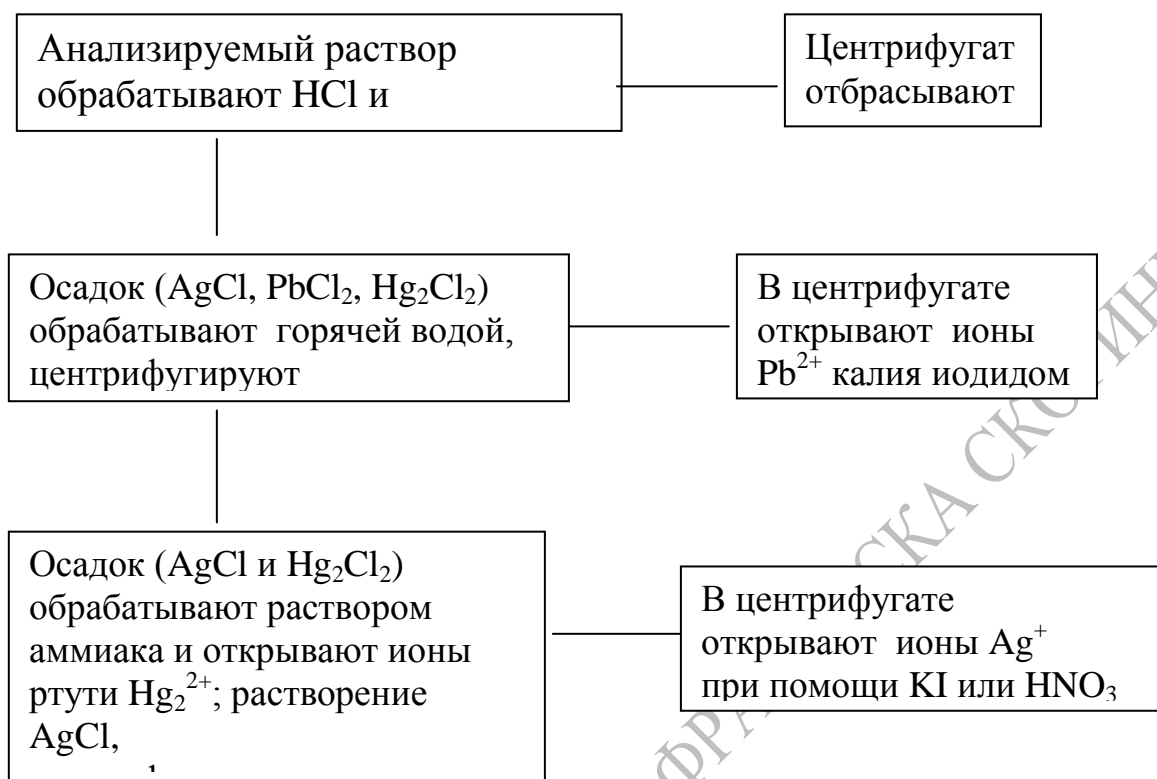 Анализируемый раствор
обрабатывают HCl и
Центрифугат
отбрасывают
Осадок (AgCl, PbCl₂, Hg₂Cl₂)
обрабатывают горячей водой,
центрифугируют
В центрифугате
открывают ионы
Pb²⁺ калия иодидом
Осадок (AgCl и Hg₂Cl₂)
обрабатывают раствором
аммиака и открывают ионы
ртути Hg₂²⁺; растворение
AgCl,
В центрифугате
открывают ионы Ag⁺
при помощи KI или HNO₃